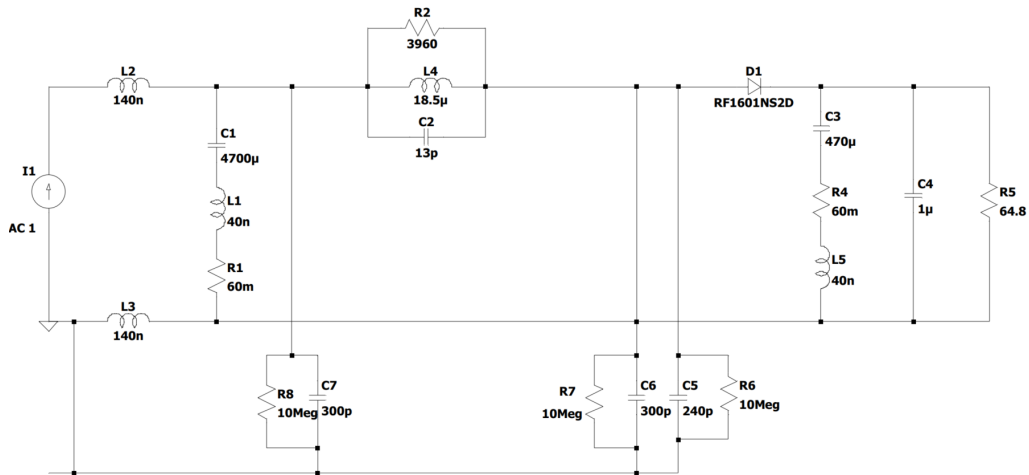 R2
3960
L2
140n
L4
18.5µ
D1
RF1601NS2D
C2
13p
C1
4700µ
C3
470µ
I1
AC 1
L1
40n
R4
60m
C4
1µ
R5
64.8
R1
60m
L5
40n
L3
140n
R8
10Meg
C7
300p
R7
10Meg
C6
300p
C5
240p
R6
10Meg